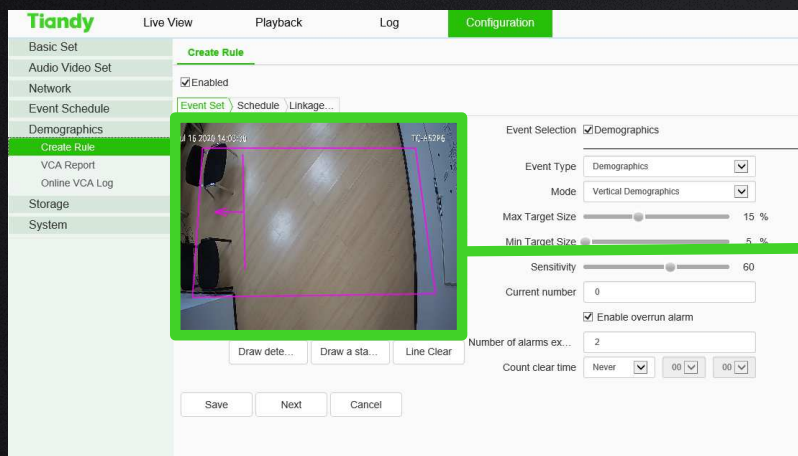 Tiandy Live View Playback Log Configuration
Basic Set
Audio Video Set
Network
Event Schedule
Demographics
Create Rule
VCA Report
Online VCA Log
Storage
System
Create Rule
Enabled
Event Set Schedule Linkage...
TC-A52P6
Event Selection Demographics
Event Type Demographics
Mode Vertical Demographics
Max Target Size 15 %
Min Target Size 5 %
Sensitivity 60
Current number 0
Enable overrun alarm
Number of alarms ex... 2
Count clear time Never 00 00
Draw dete... Draw a sta... Line Clear
Save Next Cancel